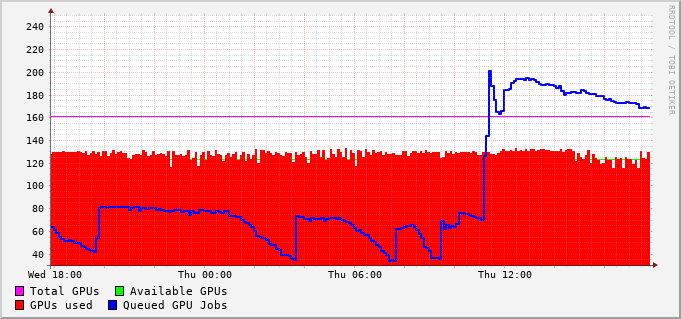 240
220
200
180
160
140
120
100
80
60
40
Wed 18:00 Thu 00:00 Thu 06:00 Thu 12:00
Total GPUs Available GPUs
GPUs used Queued GPU Jobs
RRDTOOL / TOBI OETIKER